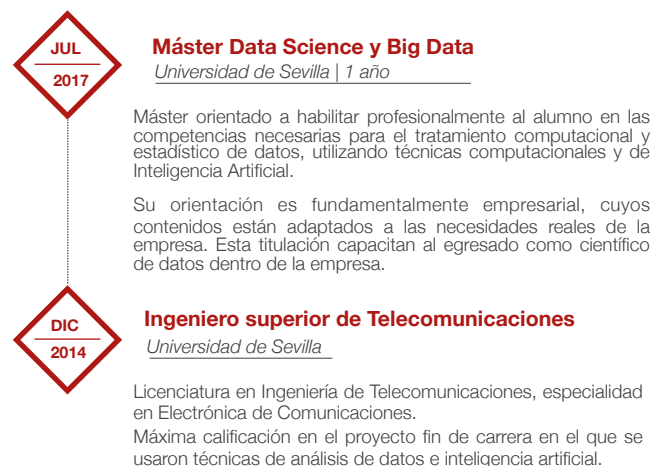 JUL
2017
Máster Data Science y Big Data
Universidad de Sevilla | 1 año
Máster orientado a habilitar profesionalmente al alumno en las
competencias necesarias para el tratamiento computacional y
estadístico de datos, utilizando técnicas computacionales y de
Inteligencia Artificial.
Su orientación es fundamentalmente empresarial, cuyos
contenidos están adaptados a las necesidades reales de la
empresa. Esta titulación capacitan al egresado como científico
de datos dentro de la empresa.
DIC
2014
Ingeniero superior de Telecomunicaciones
Universidad de Sevilla
Licenciatura en Ingeniería de Telecomunicaciones, especialidad
en Electrónica de Comunicaciones.
Máxima calificación en el proyecto fin de carrera en el que se
usaron técnicas de análisis de datos e inteligencia artificial.